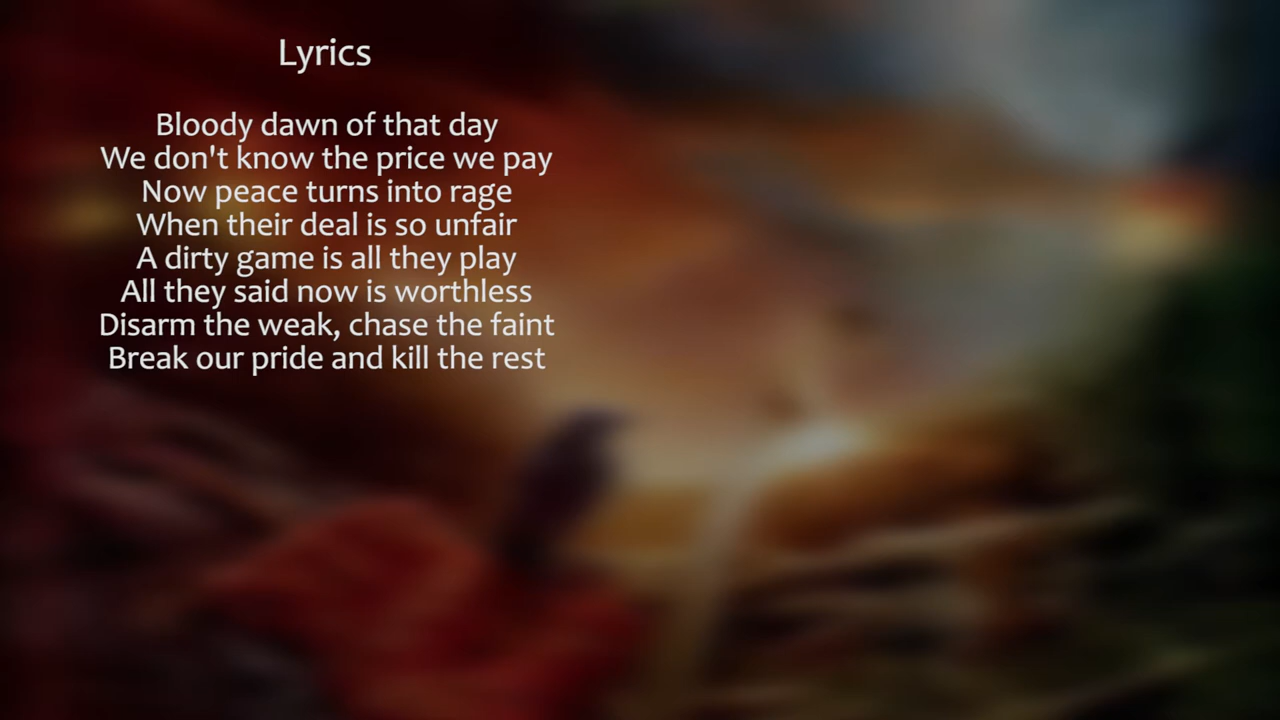 Lyrics
Bloody dawn of that day
We don't know the price we pay
Now peace turns into rage
When their deal is so unfair
A dirty game is all they play
All they said now is worthless
Disarm the weak, chase the faint
Break our pride and kill the rest